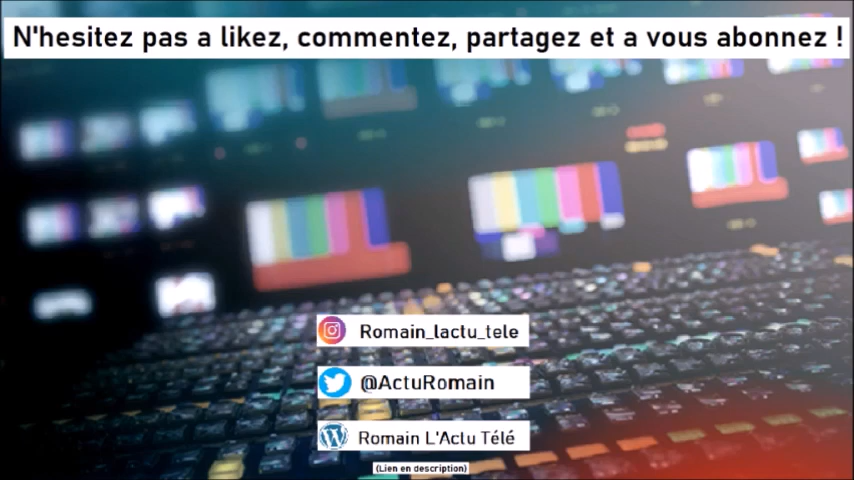 N'hesitez pas a likez, commentez, partagez et a vous abonnez !
Romain_lactu_tele
@ActuRomain
Romain L'Actu Télé
(Lien en description)